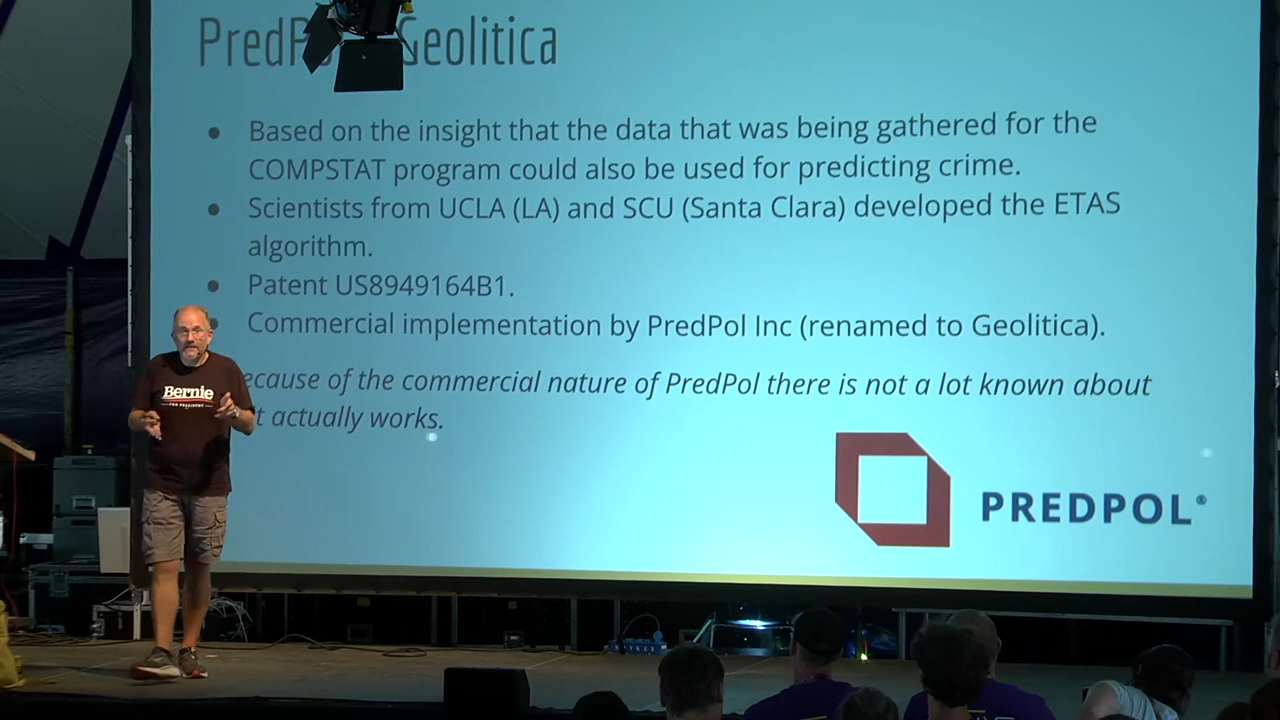 Geolitica
Based on the insight that the data that was being gathered for the
COMPSTAT program could also be used for predicting crime.
Scientists from UCLA (LA) and SCU (Santa Clara) developed the ETAS
algorithm.
Patent US8949164B1.
Commercial implementation by PredPol Inc (renamed to Geolitica).
ecause of the commercial nature of PredPol there is not a lot known about
t actually works.
PREDPOL®
Bernie
FOR PRESIDENT